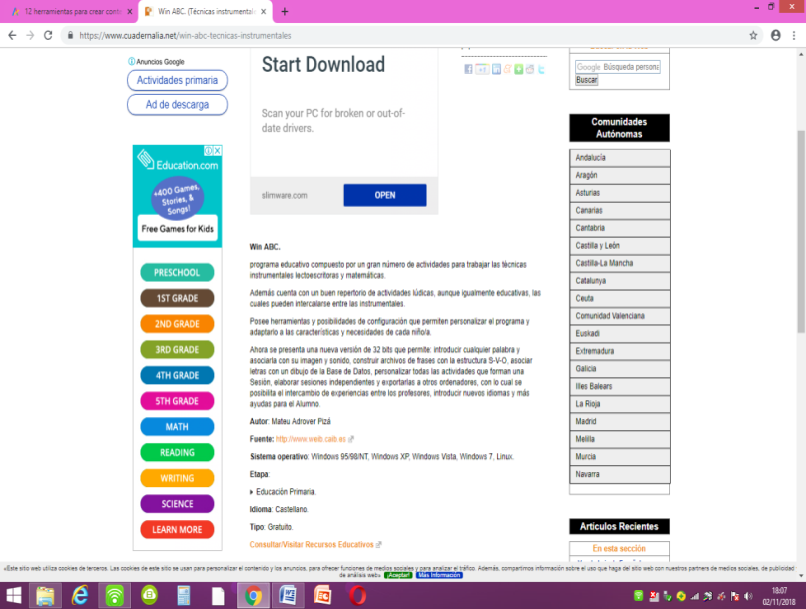 12 herramientas para crear conte
Win ABC. (Técnicas instrumentale
https://www.cuadernalia.net/win-abc-tecnicas-instrumentales
Anuncios Google
Actividades primaria
Ad de descarga
Education.com
+400 Games,
Stories, &
Songs!
Free Games for Kids
PRESCHOOL
1ST GRADE
2ND GRADE
3RD GRADE
4TH GRADE
5TH GRADE
MATH
READING
WRITING
SCIENCE
LEARN MORE
Start Download
Scan your PC for broken or out-of-
date drivers.
slimware.com
OPEN
Win ABC.
programa educativo compuesto por un gran número de actividades para trabajar las técnicas
instrumentales lectoescritoras y matemáticas.
Además cuenta con un buen repertorio de actividades lúdicas, aunque igualmente educativas, las
cuales pueden intercalarse entre las instrumentales.
Posee herramientas y posibilidades de configuración que permiten personalizar el programa y
adaptarlo a las características y necesidades de cada niño/a.
Ahora se presenta una nueva versión de 32 bits que permite: introducir cualquier palabra y
asociarla con su imagen y sonido, construir archivos de frases con la estructura S-V-O, asociar
letras con un dibujo de la Base de Datos, personalizar todas las actividades que forman una
Sesión, elaborar sesiones independientes y exportarlas a otros ordenadores, con lo cual se
posibilita el intercambio de experiencias entre los profesores, introducir nuevos idiomas y más
ayudas para el Alumno.
Autor: Mateu Adrover Pizá
Fuente: http://www.weib.caib.es
Sistema operativo: Windows 95/98/NT, Windows XP, Windows Vista, Windows 7, Linux.
Etapa:
Educación Primaria.
Idioma: Castellano.
Tipo: Gratuito.
Consultar/Visitar Recursos Educativos
Google Búsqueda persona
Buscar
Comunidades
Autónomas
Andalucía
Aragón
Asturias
Canarias
Cantabria
Castilla y León
Castilla-La Mancha
Catalunya
Ceuta
Comunidad Valenciana
Euskadi
Extremadura
Galicia
Illes Balears
La Rioja
Madrid
Melilla
Murcia
Navarra
Artículos Recientes
En esta sección
«Este sitio web utiliza cookies de terceros. Las cookies de este sitio se usan para personalizar el contenido y los anuncios, para ofrecer funciones de medios sociales y para analizar el tráfico. Además, compartimos información sobre el uso que haga del sitio web con nuestros partners de medios sociales, de publicidad
de análisis web» ¡Aceptar! Más Información
18:07
02/11/2018